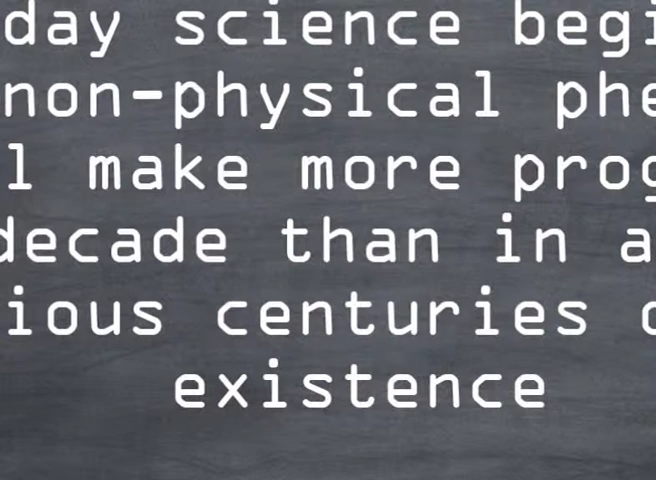 day science begi
non-physical phe
l make more prog
decade than in a
ious centuries o
existence